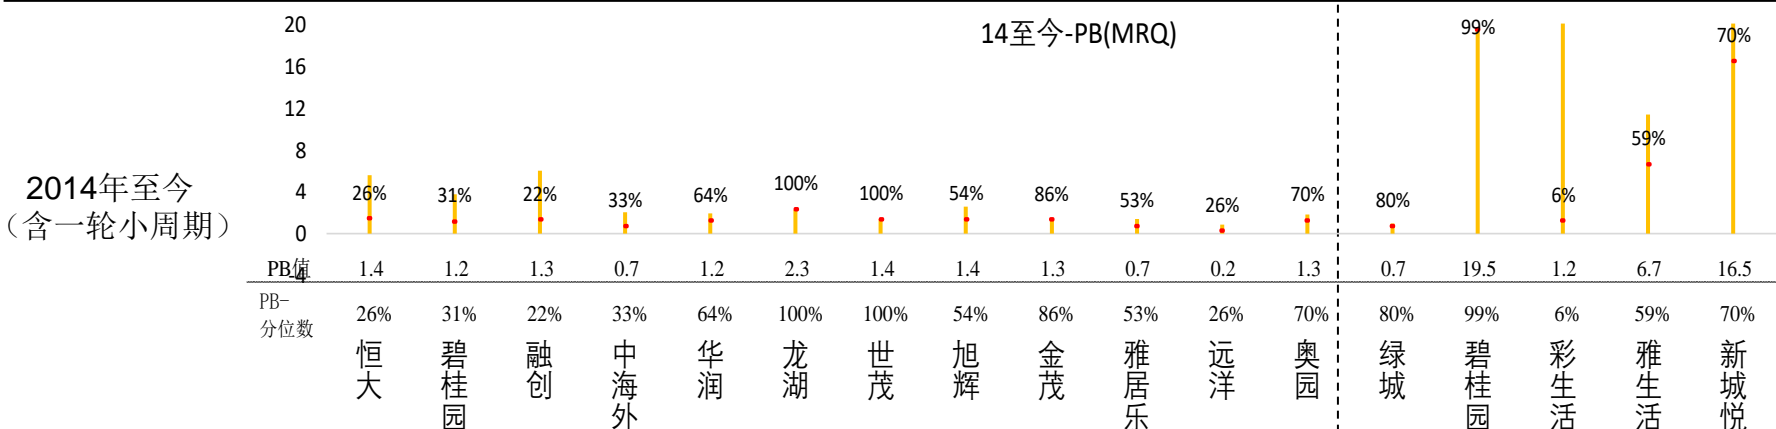 14至今-PB(MRQ)
20
16
12
8
4
0
-4
2014年至今
（含一轮小周期）
26% 31% 22% 33% 64% 100% 100% 54% 86% 53% 26% 70% 80% 99% 6% 59% 70%
PB值 1.4 1.2 1.3 0.7 1.2 2.3 1.4 1.4 1.3 0.7 0.2 1.3 0.7 19.5 1.2 6.7 16.5
PB-
分位数 26% 31% 22% 33% 64% 100% 100% 54% 86% 53% 26% 70% 80% 99% 6% 59% 70%
恒大 碧桂园 融创 中海外 华润 龙湖 世茂 旭辉 金茂 雅居乐 远洋 奥园 绿城 碧桂园 彩生活 雅生活 新城悦